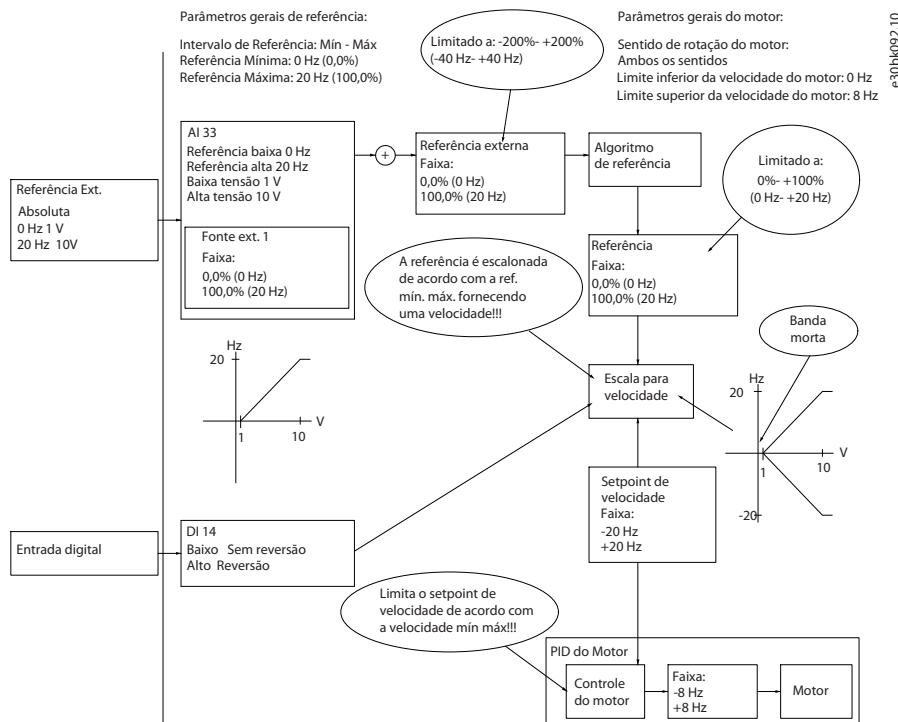 Parâmetros gerais de referência:
Intervalo de Referência: Mín - Máx
Referência Mínima: 0 Hz (0,0%)
Referência Máxima: 20 Hz (100,0%)
Limitado a: -200%- +200%
(-40 Hz- +40 Hz)
Parâmetros gerais do motor:
Sentido de rotação do motor:
Ambos os sentidos
Limite inferior da velocidade do motor: 0 Hz
Limite superior da velocidade do motor: 8 Hz
e30bk092.10
Referência Ext.
Absoluta
0 Hz 1 V
20 Hz 10V
AI 33
Referência baixa 0 Hz
Referência alta 20 Hz
Baixa tensão 1 V
Alta tensão 10 V
Fonte ext. 1
Faixa:
0,0% (0 Hz)
100,0% (20 Hz)
+
Referência externa
Faixa:
0,0% (0 Hz)
100,0% (20 Hz)
Algoritmo
de referência
Limitado a:
0%- +100%
(0 Hz- +20 Hz)
A referência é escalonada
de acordo com a ref.
mín. máx. fornecendo
uma velocidade!!!
Referência
Faixa:
0,0% (0 Hz)
100,0% (20 Hz)
Banda
morta
Hz
20
V
1
10
Escala para
velocidade
Hz
20
V
1
10
-20
Setpoint de
velocidade
Faixa:
-20 Hz
+20 Hz
Entrada digital
DI 14
Baixo Sem reversão
Alto Reversão
Limita o setpoint de
velocidade de acordo com
a velocidade mín máx!!!
PID do Motor
Controle
do motor
Faixa:
-8 Hz
+8 Hz
Motor